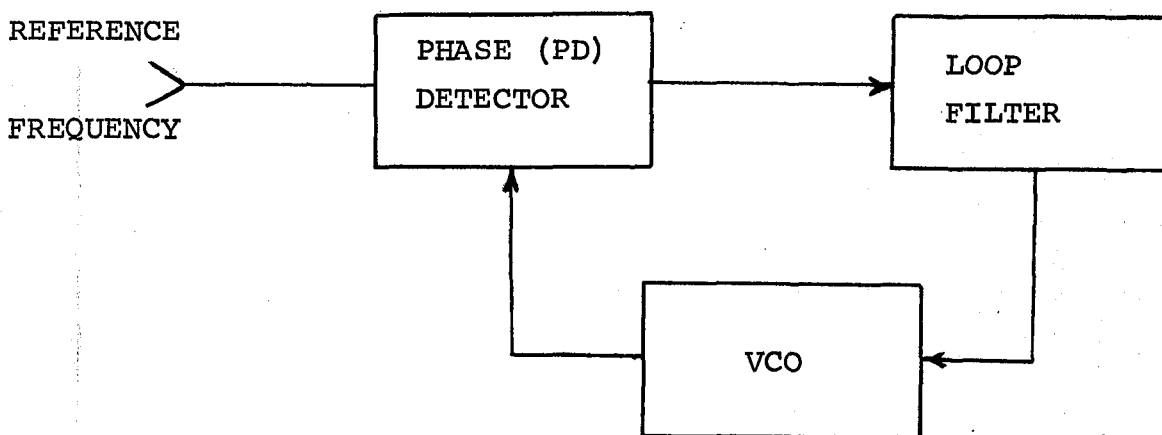 REFERENCE
FREQUENCY
PHASE (PD)
DETECTOR
LOOP
FILTER
VCO